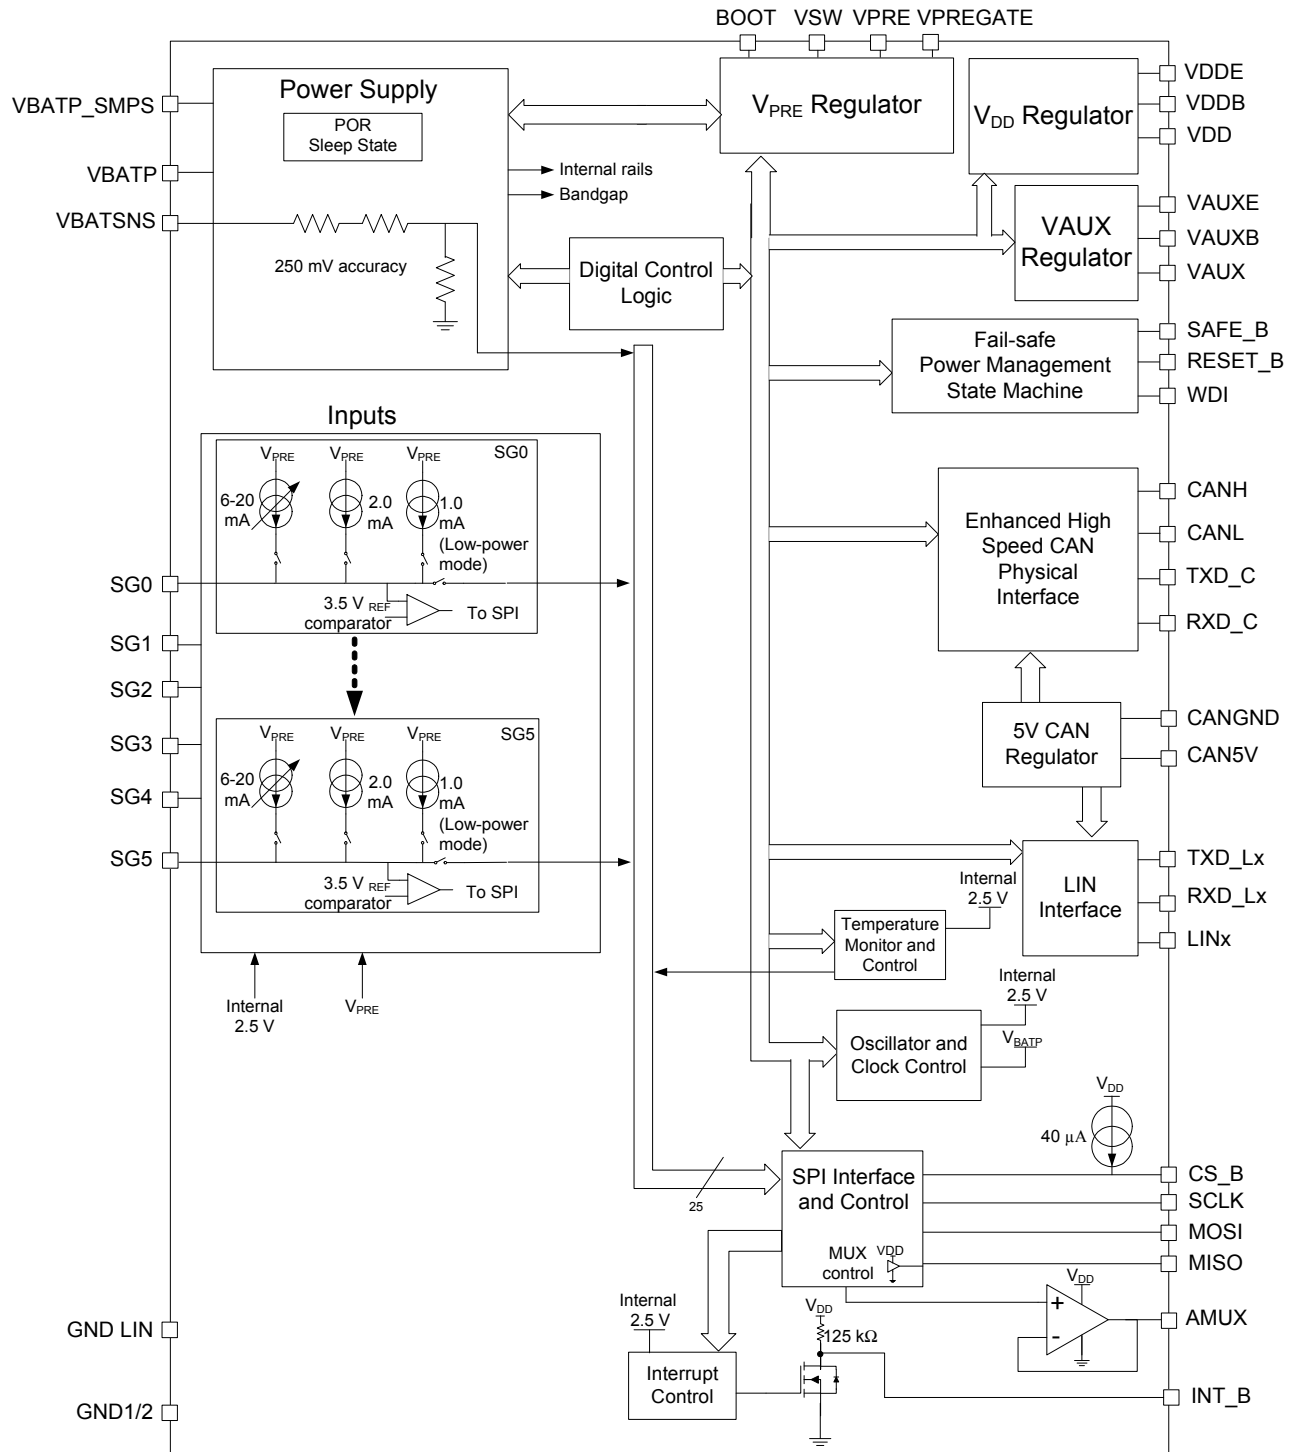 BOOT VSW VPRE VPREGATE
VBATP_SMPS
VBATP
VBATSNS
Power Supply
POR
Sleep State
250 mV accuracy
Internal rails
Bandgap
VPRE Regulator
VDD Regulator
VDDE
VDDB
VDD
VAUX
Regulator
VAUXE
VAUXB
VAUX
Digital Control
Logic
Fail-safe
Power Management
State Machine
SAFE_B
RESET_B
WDI
Inputs
SG0
VPRE VPRE VPRE
6-20
mA
2.0
mA
1.0
mA
(Low-power
mode)
3.5 V REF
comparator
To SPI
SG0
SG1
SG2
SG3
SG4
SG5
SG5
VPRE VPRE VPRE
6-20
mA
2.0
mA
1.0
mA
(Low-power
mode)
3.5 V REF
comparator
To SPI
Internal
2.5 V
VPRE
Enhanced High
Speed CAN
Physical
Interface
CANH
CANL
TXD_C
RXD_C
5V CAN
Regulator
CANGND
CAN5V
LIN
Interface
TXD_Lx
RXD_Lx
LINx
Internal
2.5 V
Temperature
Monitor and
Control
Internal
2.5 V
VBATP
Oscillator and
Clock Control
VDD
40 µA
25
SPI Interface
and Control
MUX
control
VDD
CS_B
SCLK
MOSI
MISO
VDD
+
-
AMUX
Internal
2.5 V
VDD
125 kΩ
Interrupt
Control
INT_B
GND LIN
GND1/2